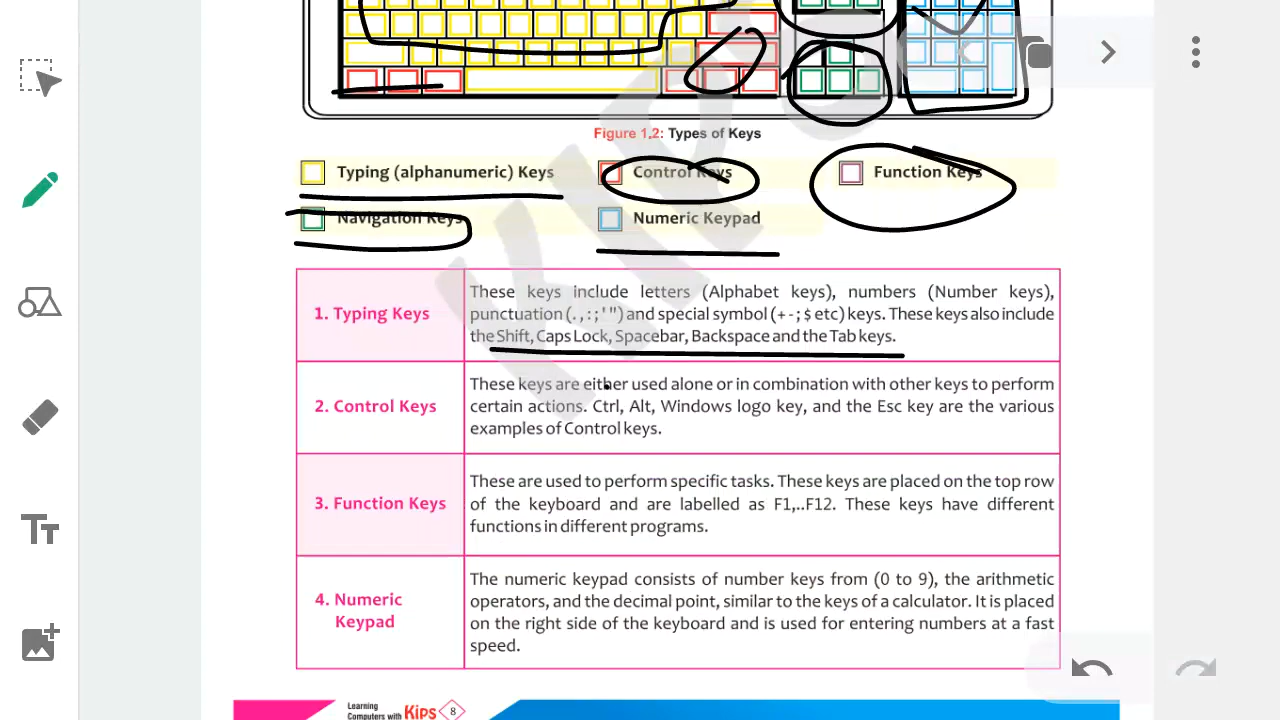 Figure 1.2: Types of Keys
Typing (alphanumeric) Keys Control Keys Function Keys
Navigation Keys Numeric Keypad
1. Typing Keys
These keys include letters (Alphabet keys), numbers (Number keys),
punctuation (.,:;'") and special symbol (+-;$ etc) keys. These keys also include
the Shift, Caps Lock, Spacebar, Backspace and the Tab keys.
2. Control Keys
These keys are either used alone or in combination with other keys to perform
certain actions. Ctrl, Alt, Windows logo key, and the Esc key are the various
examples of Control keys.
3. Function Keys
These are used to perform specific tasks. These keys are placed on the top row
of the keyboard and are labelled as F1,..F12. These keys have different
functions in different programs.
4. Numeric
Keypad
The numeric keypad consists of number keys from (0 to 9), the arithmetic
operators, and the decimal point, similar to the keys of a calculator. It is placed
on the right side of the keyboard and is used for entering numbers at a fast
speed.
Learning
Computers with Kips 8
KIPS
Tт